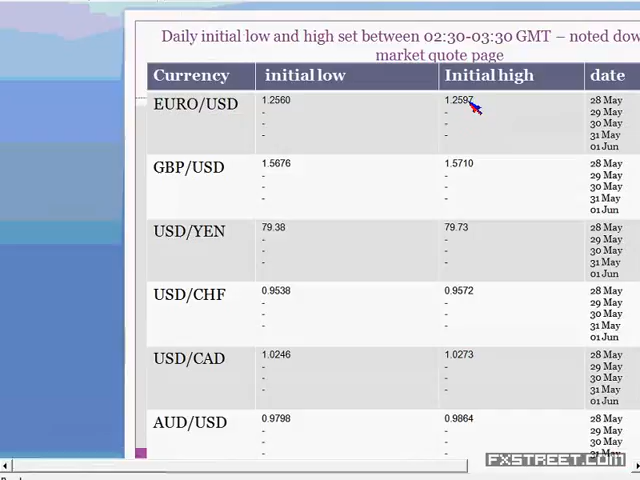 Daily initial low and high set between 02:30-03:30 GMT – noted dow
market quote page
Currency initial low Initial high date
EURO/USD 1.2560 1.2597 28 May
- - 29 May
- - 30 May
- - 31 May
01 Jun
GBP/USD 1.5676 1.5710 28 May
- - 29 May
- - 30 May
- - 31 May
01 Jun
USD/YEN 79.38 79.73 28 May
- - 29 May
- - 30 May
- - 31 May
01 Jun
USD/CHF 0.9538 0.9572 28 May
- - 29 May
- - 30 May
- - 31 May
01 Jun
USD/CAD 1.0246 1.0273 28 May
- - 29 May
- - 30 May
- - 31 May
01 Jun
AUD/USD 0.9798 0.9864 28 May
- - 29 May
- - 30 May
- - 31 May
FXSTREET.COM